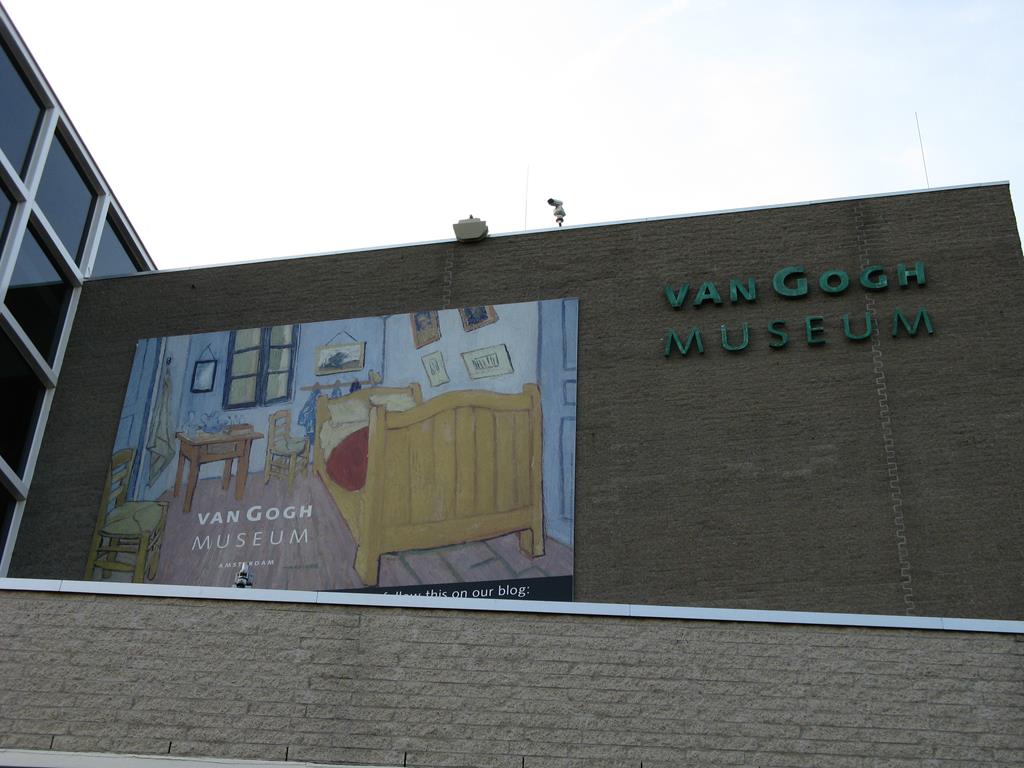 VAN GOGH
MUSEUM
VAN GOGH
MUSEUM
AMSTERDAM
follow this on our blog: